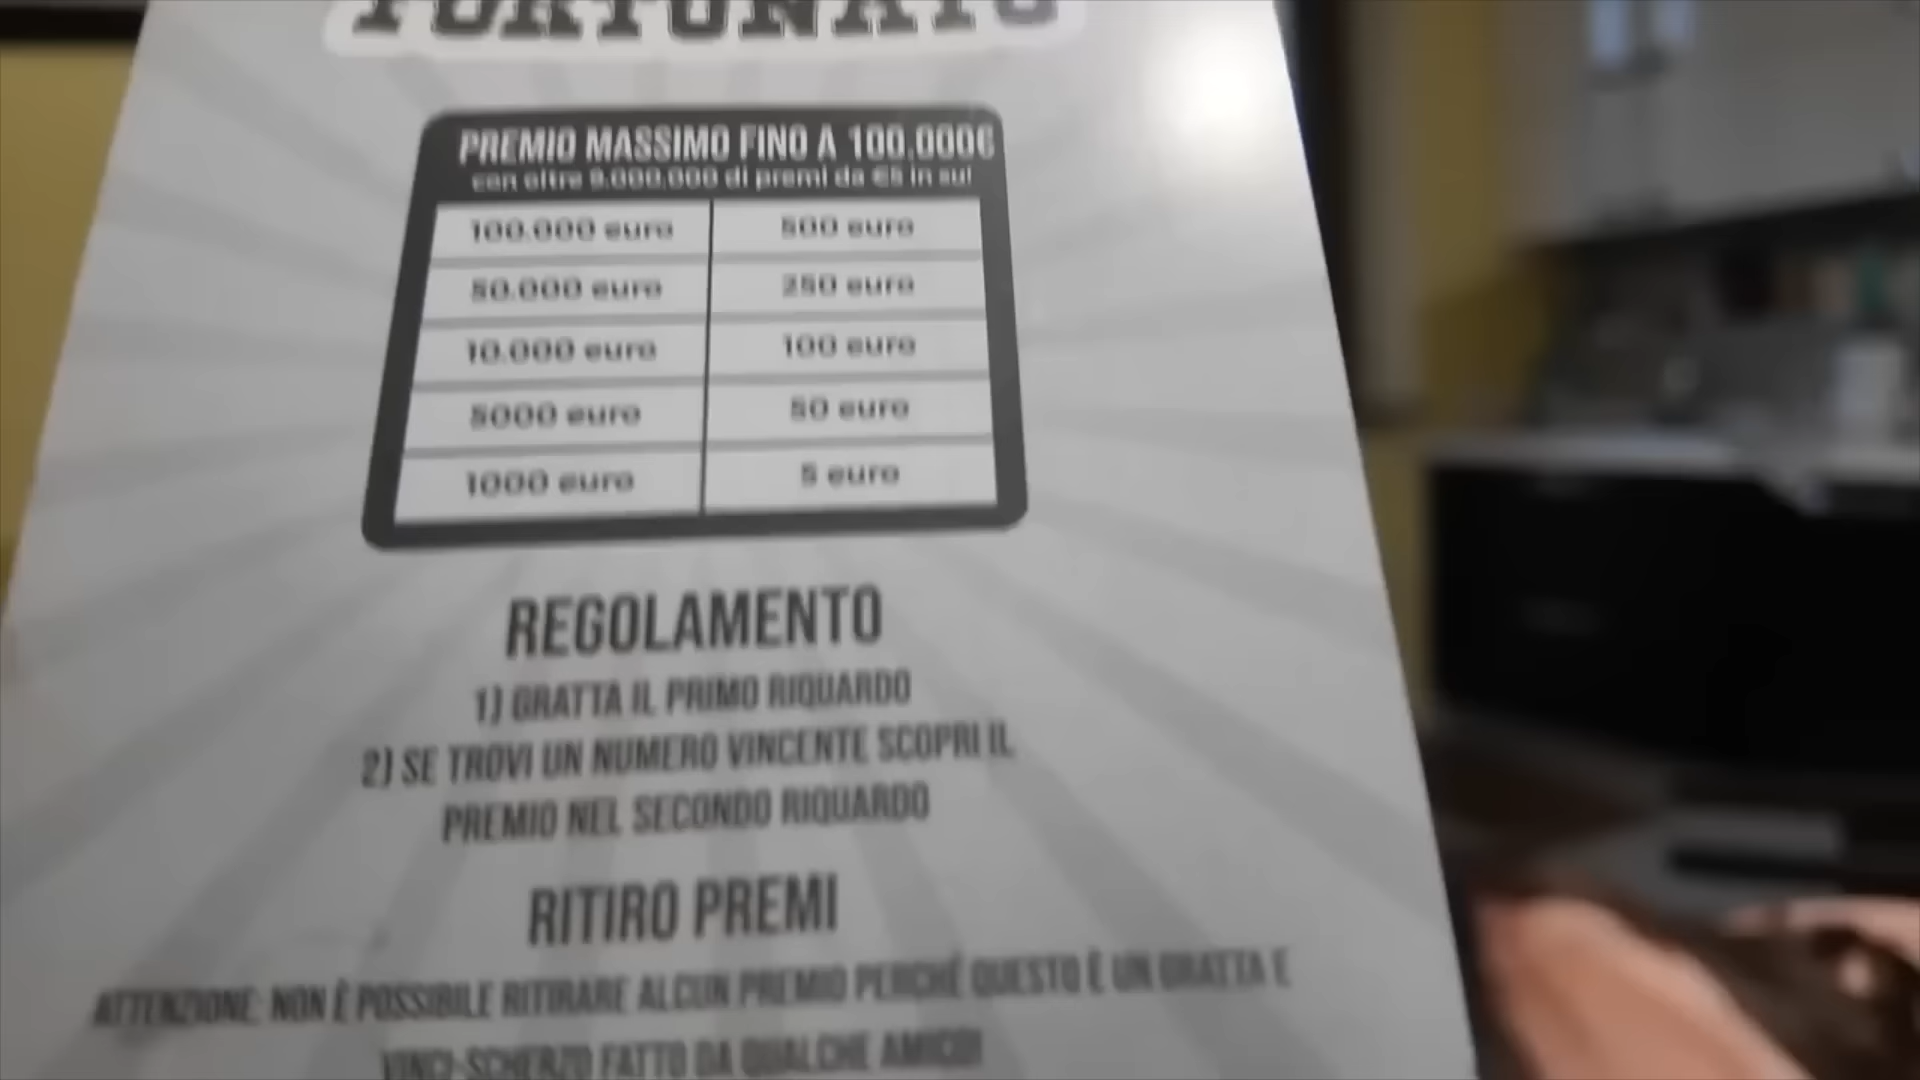 FORTUNATO
PREMIO MASSIMO FINO A 100.000€
con oltre 9.000.000 di premi da €5 in su!
100.000 euro 500 euro
50.000 euro 250 euro
10.000 euro 100 euro
5000 euro 50 euro
1000 euro 5 euro
REGOLAMENTO
1) GRATTA IL PRIMO RIQUARDO
2) SE TROVI UN NUMERO VINCENTE SCOPRI IL
PREMIO NEL SECONDO RIQUARDO
RITIRO PREMI
ATTENZIONE: NON È POSSIBILE RITIRARE ALCUN PREMIO PERCHÉ QUESTO È UN GRATTA E
VINCI-SCHERZO FATTO DA QUALCHE AMICO!